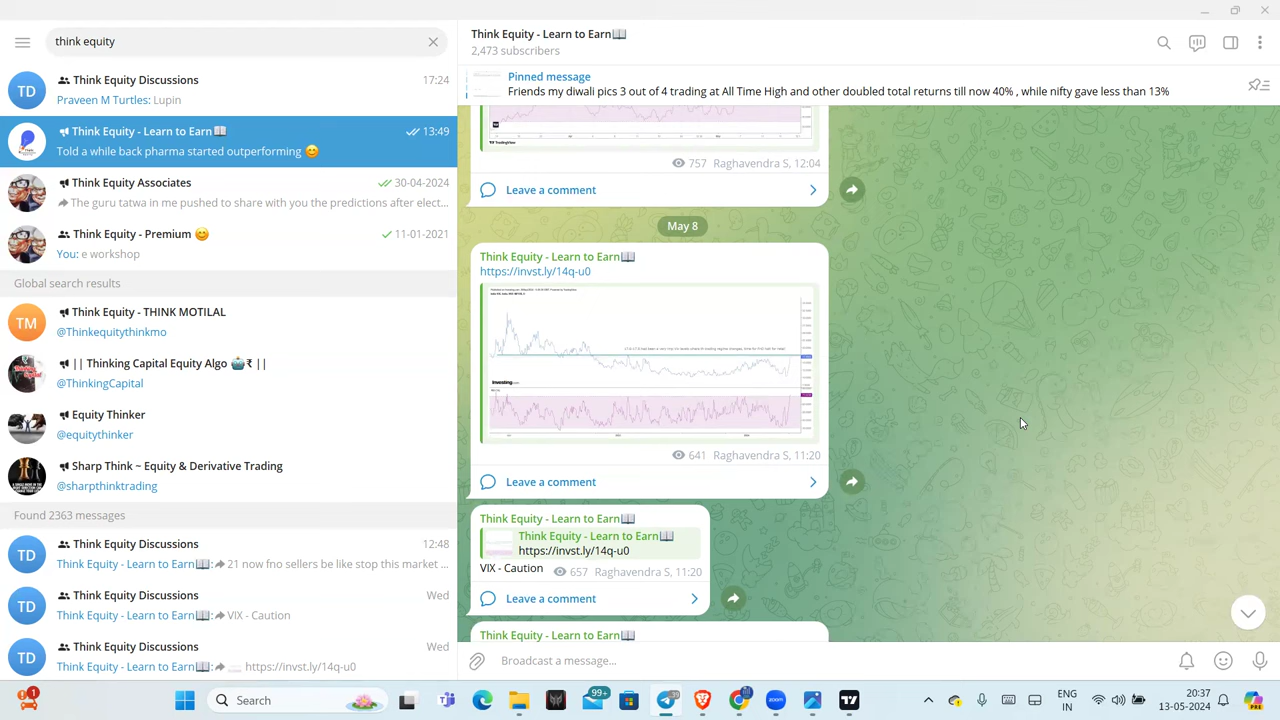 think equity
Think Equity Discussions 17:24
Praveen M Turtles: Lupin
Think Equity - Learn to Earn📖 13:49
Told a while back pharma started outperforming 😊
Think Equity Associates 30-04-2024
The guru tatwa in me pushed to share with you the predictions after elect...
Think Equity - Premium 😊 11-01-2021
You: e workshop
Global search results
Think Equity - THINK MOTILAL
@Thinkequitythinkmo
|| Thinking Capital Equity Algo 🤖₹ ||
@ThinkingCapital
Equity Thinker
@equitythinker
Sharp Think ~ Equity & Derivative Trading
@sharpthinktrading
Found 2363 messages
Think Equity Discussions 12:48
Think Equity - Learn to Earn📖: 21 now fno sellers be like stop this market ...
Think Equity Discussions Wed
Think Equity - Learn to Earn📖: VIX - Caution
Think Equity Discussions Wed
Think Equity - Learn to Earn📖: https://invst.ly/14q-u0
Think Equity - Learn to Earn📖
2,473 subscribers
Pinned message
Friends my diwali pics 3 out of 4 trading at All Time High and other doubled total returns till now 40% , while nifty gave less than 13%
TradingView
757 Raghavendra S, 12:04
Leave a comment
May 8
Think Equity - Learn to Earn📖
https://invst.ly/14q-u0
Investing.com
641 Raghavendra S, 11:20
Leave a comment
Think Equity - Learn to Earn📖
Think Equity - Learn to Earn📖
https://invst.ly/14q-u0
VIX - Caution 657 Raghavendra S, 11:20
Leave a comment
Think Equity - Learn to Earn📖
Broadcast a message...
1
Search
99+
ENG
IN
20:37
13-05-2024